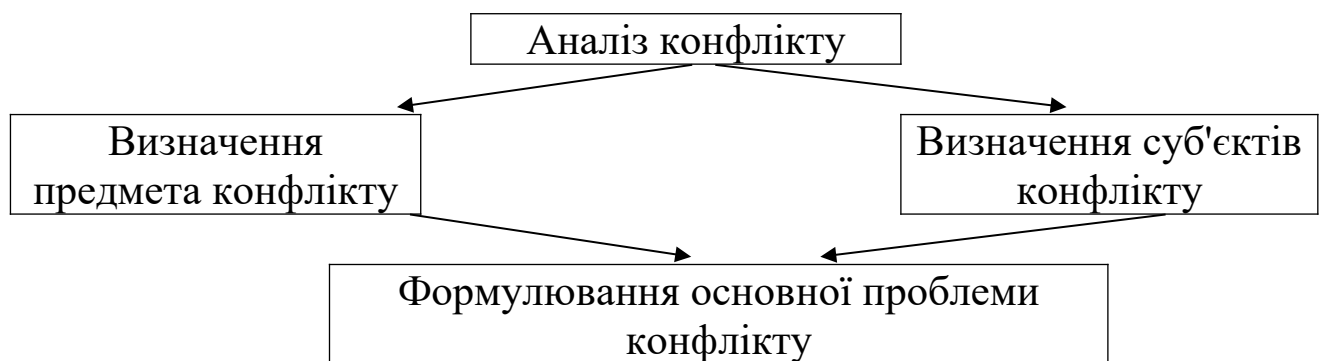 Аналіз конфлікту
Визначення
предмета конфлікту
Визначення суб'єктів
конфлікту
Формулювання основної проблеми
конфлікту